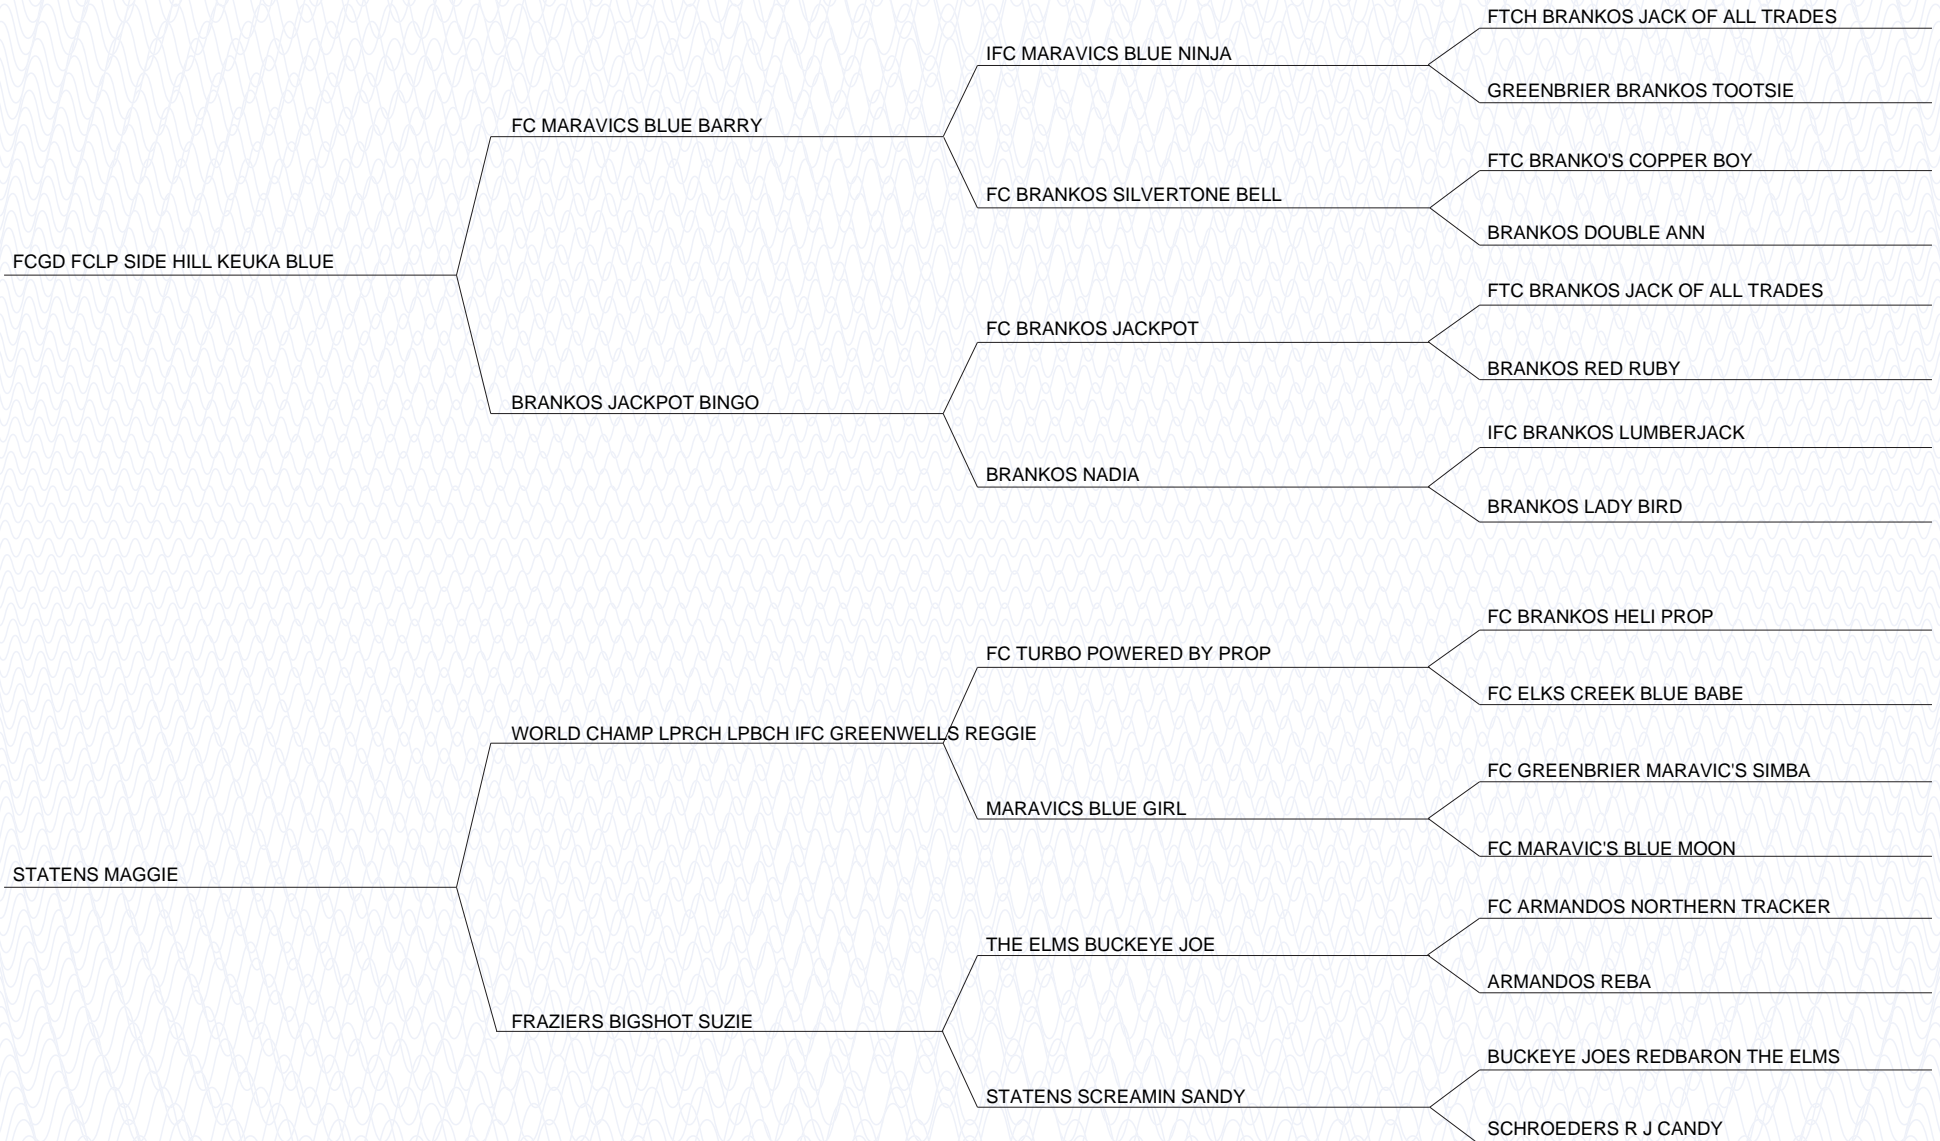 FTCH BRANKOS JACK OF ALL TRADES
IFC MARAVICS BLUE NINJA
GREENBRIER BRANKOS TOOTSIE
FC MARAVICS BLUE BARRY
FTC BRANKO'S COPPER BOY
FC BRANKOS SILVERTONE BELL
BRANKOS DOUBLE ANN
FCGD FCLP SIDE HILL KEUKA BLUE
FTC BRANKOS JACK OF ALL TRADES
FC BRANKOS JACKPOT
BRANKOS RED RUBY
BRANKOS JACKPOT BINGO
IFC BRANKOS LUMBERJACK
BRANKOS NADIA
BRANKOS LADY BIRD
FC BRANKOS HELI PROP
FC TURBO POWERED BY PROP
FC ELKS CREEK BLUE BABE
WORLD CHAMP LPRCH LPBCH IFC GREENWELLS REGGIE
FC GREENBRIER MARAVIC'S SIMBA
MARAVICS BLUE GIRL
FC MARAVIC'S BLUE MOON
STATENS MAGGIE
FC ARMANDOS NORTHERN TRACKER
THE ELMS BUCKEYE JOE
ARMANDOS REBA
FRAZIERS BIGSHOT SUZIE
BUCKEYE JOES REDBARON THE ELMS
STATENS SCREAMIN SANDY
SCHROEDERS R J CANDY